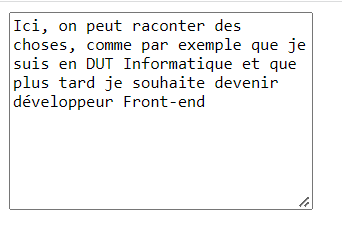 Ici, on peut raconter des
choses, comme par exemple que je
suis en DUT Informatique et que
plus tard je souhaite devenir
développeur Front-end